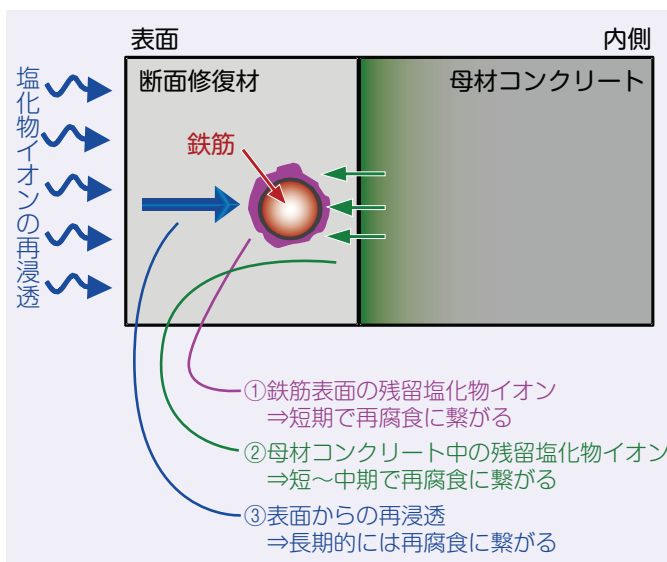 表面
内側
断面修復材
母材コンクリート
塩化物イオンの再浸透
鉄筋
①鉄筋表面の残留塩化物イオン
⇒短期で再腐食に繋がる
②母材コンクリート中の残留塩化物イオン
⇒短～中期で再腐食に繋がる
③表面からの再浸透
⇒長期的には再腐食に繋がる